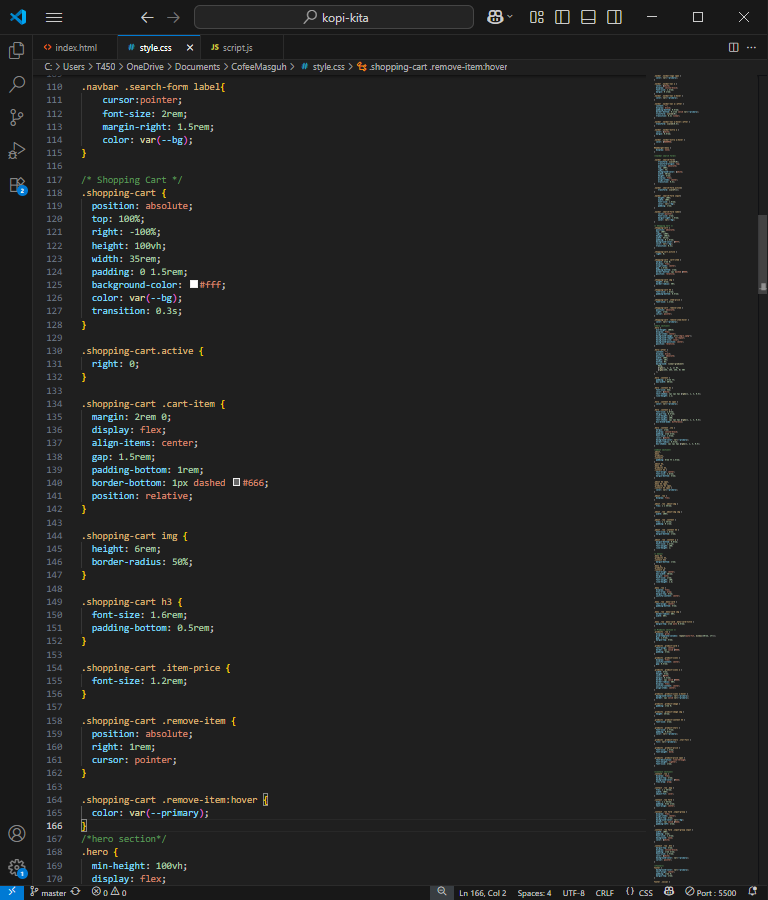 kopi-kita
index.html
style.css
script.js
C: > Users > T450 > OneDrive > Documents > CofeeMasguh > # style.css > .shopping-cart .remove-item:hover
110 .navbar .search-form label{
111 cursor:pointer;
112 font-size: 2rem;
113 margin-right: 1.5rem;
114 color: var(--bg);
115 }
116
117 /* Shopping Cart */
118 .shopping-cart {
119 position: absolute;
120 top: 100%;
121 right: -100%;
122 height: 100vh;
123 width: 35rem;
124 padding: 0 1.5rem;
125 background-color: #fff;
126 color: var(--bg);
127 transition: 0.3s;
128 }
129
130 .shopping-cart.active {
131 right: 0;
132 }
133
134 .shopping-cart .cart-item {
135 margin: 2rem 0;
136 display: flex;
137 align-items: center;
138 gap: 1.5rem;
139 padding-bottom: 1rem;
140 border-bottom: 1px dashed #666;
141 position: relative;
142 }
143
144 .shopping-cart img {
145 height: 6rem;
146 border-radius: 50%;
147 }
148
149 .shopping-cart h3 {
150 font-size: 1.6rem;
151 padding-bottom: 0.5rem;
152 }
153
154 .shopping-cart .item-price {
155 font-size: 1.2rem;
156 }
157
158 .shopping-cart .remove-item {
159 position: absolute;
160 right: 1rem;
161 cursor: pointer;
162 }
163
164 .shopping-cart .remove-item:hover {
165 color: var(--primary);
166 }
167 /*hero section*/
168 .hero {
169 min-height: 100vh;
170 display: flex;
2
1
master 0 0 Ln 166, Col 2 Spaces: 4 UTF-8 CRLF {} CSS Port : 5500